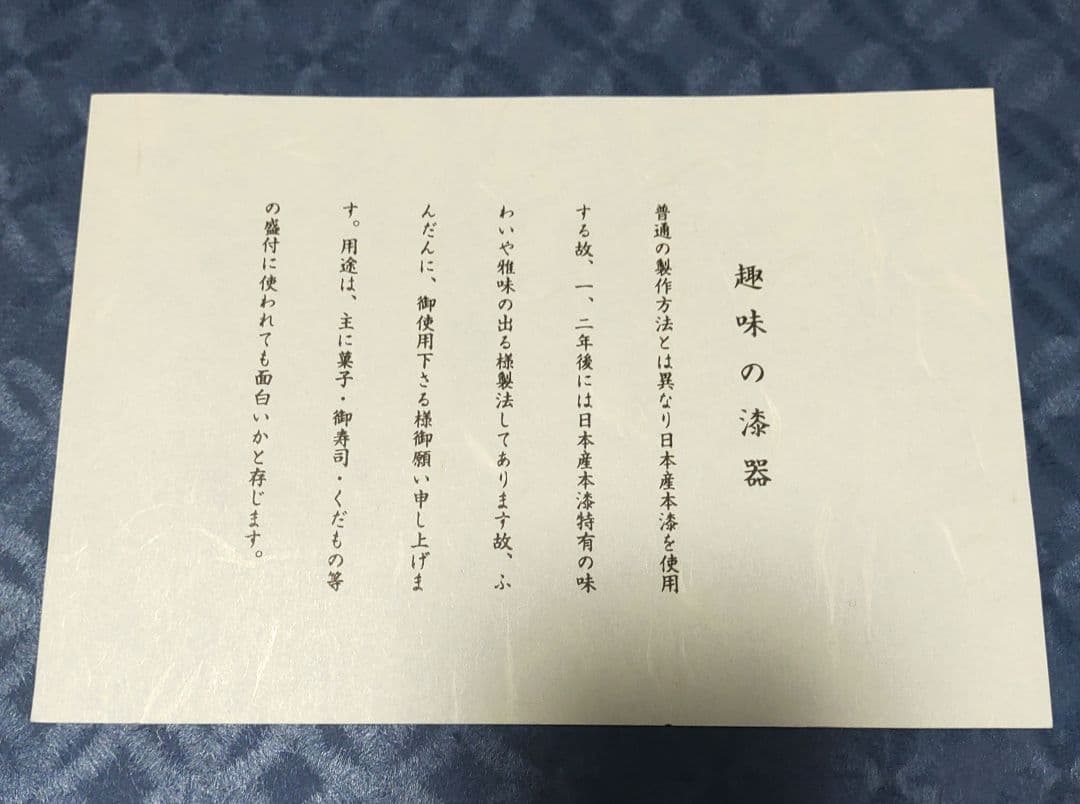 趣味の漆器
普通の製作方法とは異なり日本産本漆を使用
する故、一、二年後には日本産本漆特有の味
わいや雅味の出る様製法してあります故、ふ
んだんに、御使用下さる様御願い申し上げま
す。用途は、主に菓子・御寿司・くだもの等
の盛付に使われても面白いかと存じます。